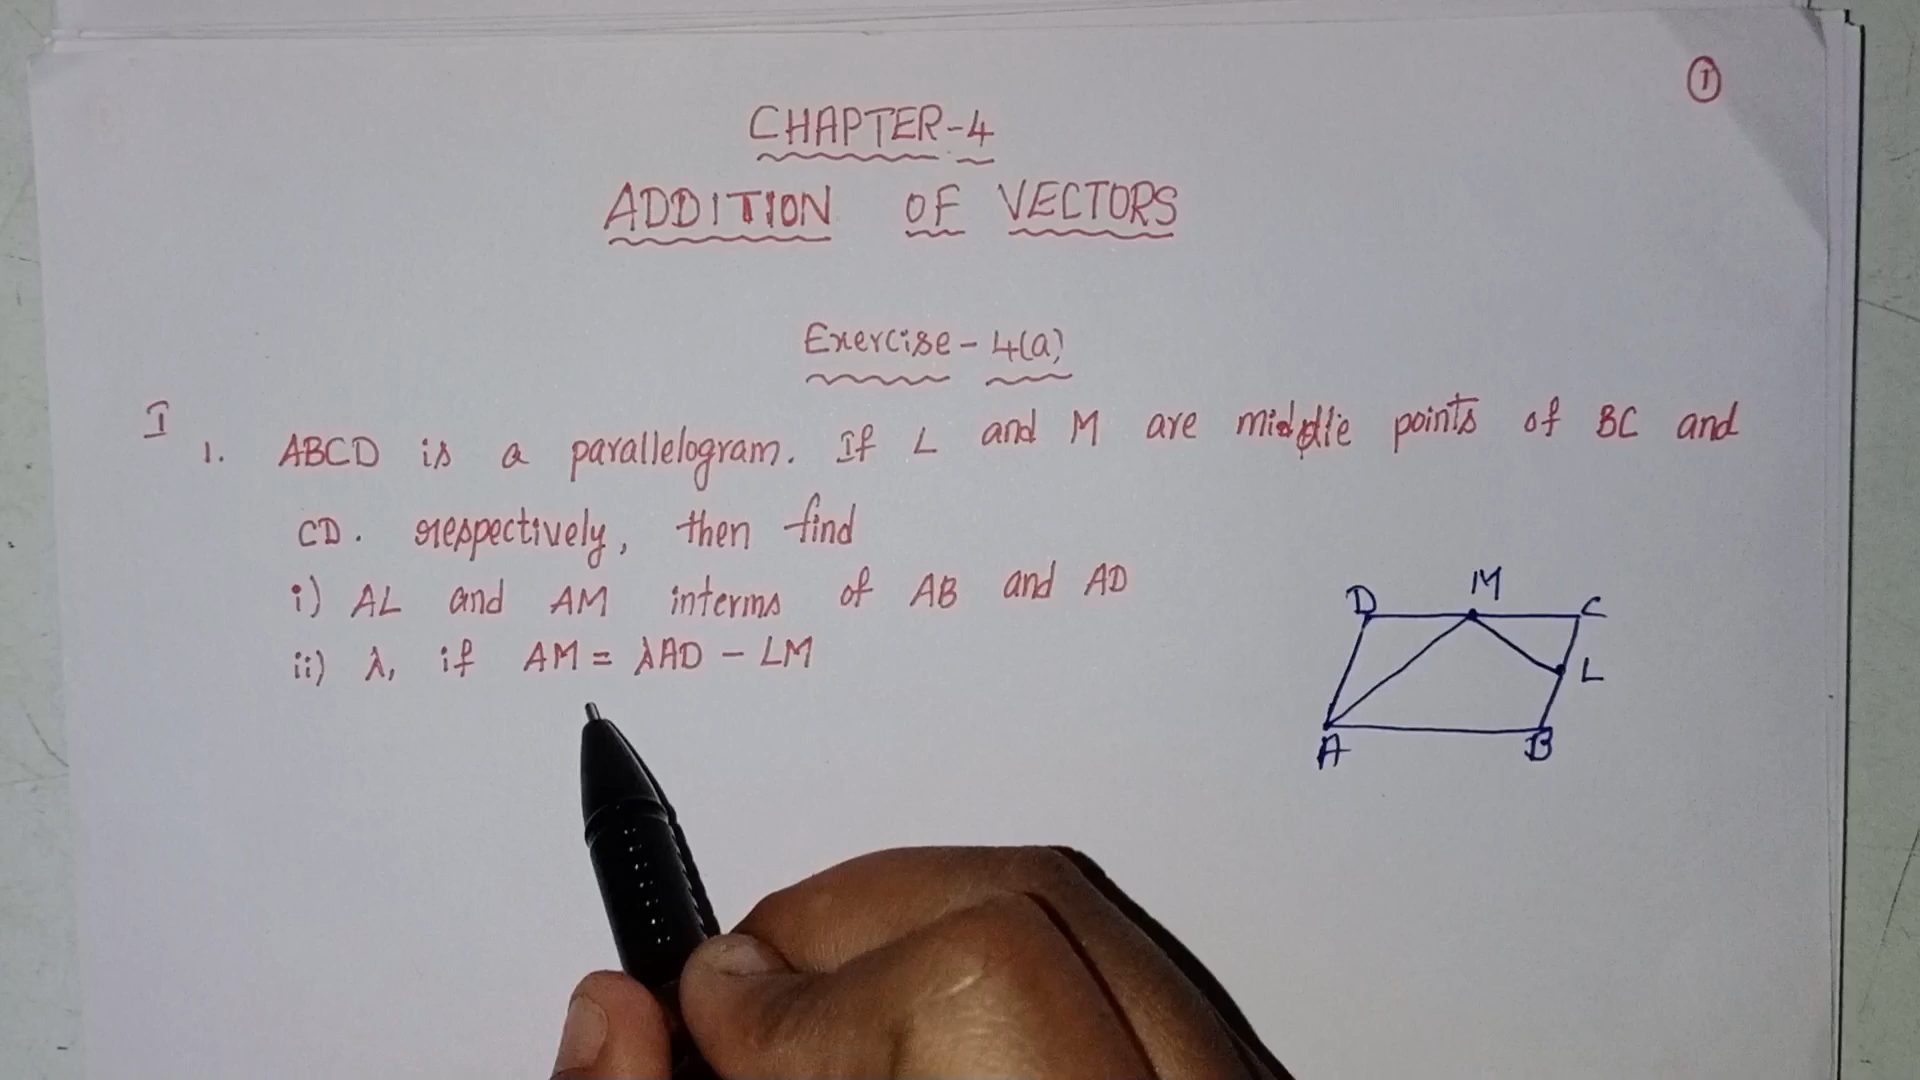 1
CHAPTER-4
ADDITION OF VECTORS
Exercise - 4(a)
I
1. ABCD is a parallelogram. If L and M are middle points of BC and
CD. respectively, then find
i) AL and AM interms of AB and AD
ii) λ, if AM = λAD - LM
D M C
L
A B